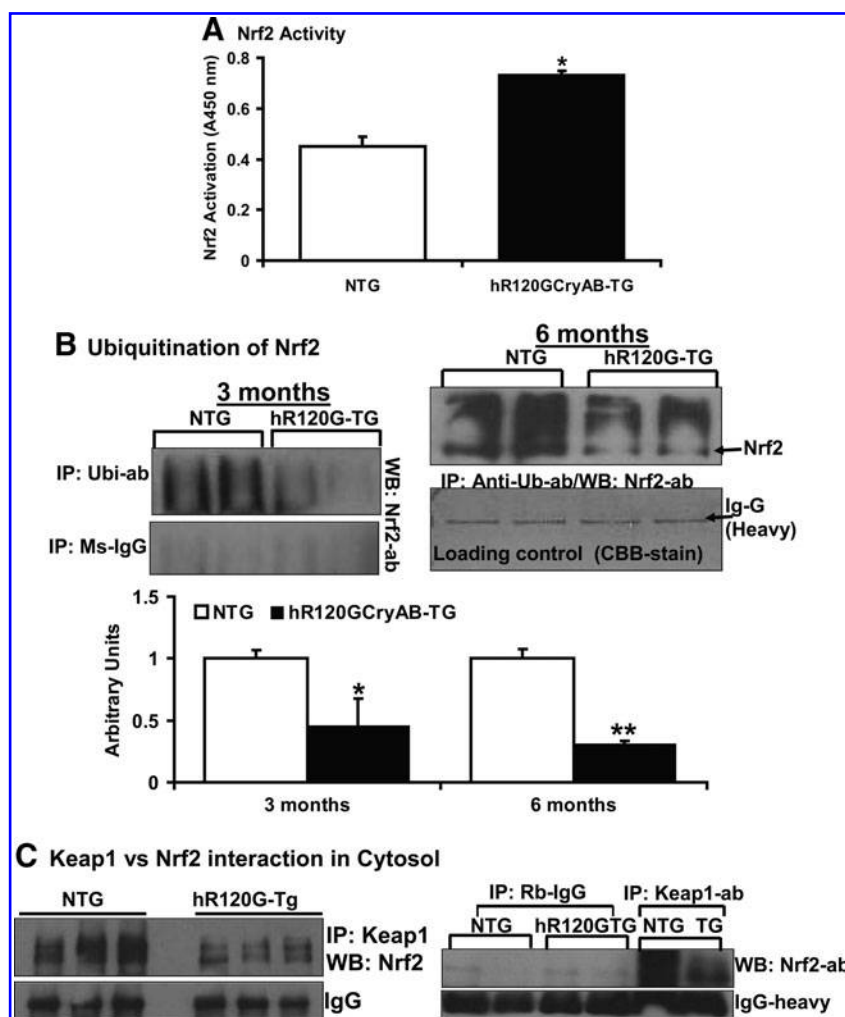 A Nrf2 Activity
Nrf2 Activation (A450 nm)
0.8
0.6
0.4
0.2
0
*
NTG
hR120GCryAB-TG
B Ubiquitination of Nrf2
3 months
NTG hR120G-TG
IP: Ubi-ab
IP: Ms-IgG
WB: Nrf2-ab
6 months
NTG hR120G-TG
Nrf2
IP: Anti-Ub-ab/WB: Nrf2-ab
Ig-G
(Heavy)
Loading control (CBB-stain)
Arbitrary Units
1.5
1
0.5
0
NTG hR120GCryAB-TG
*
**
3 months
6 months
C Keap1 vs Nrf2 interaction in Cytosol
NTG hR120G-Tg
IP: Keap1
WB: Nrf2
IgG
IP: Rb-IgG IP: Keap1-ab
NTG hR120GTG NTG TG
WB: Nrf2-ab
IgG-heavy